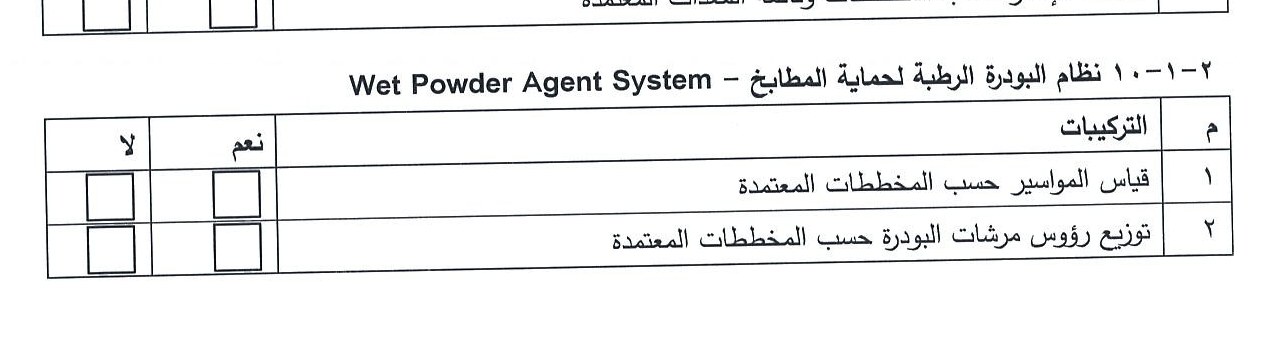 المعتمدة
٢-١-١٠ نظام البودرة الرطبة لحماية المطابخ – Wet Powder Agent System
م التركيبات نعم لا
١ قياس المواسير حسب المخططات المعتمدة
٢ توزيع رؤوس مرشات البودرة حسب المخططات المعتمدة